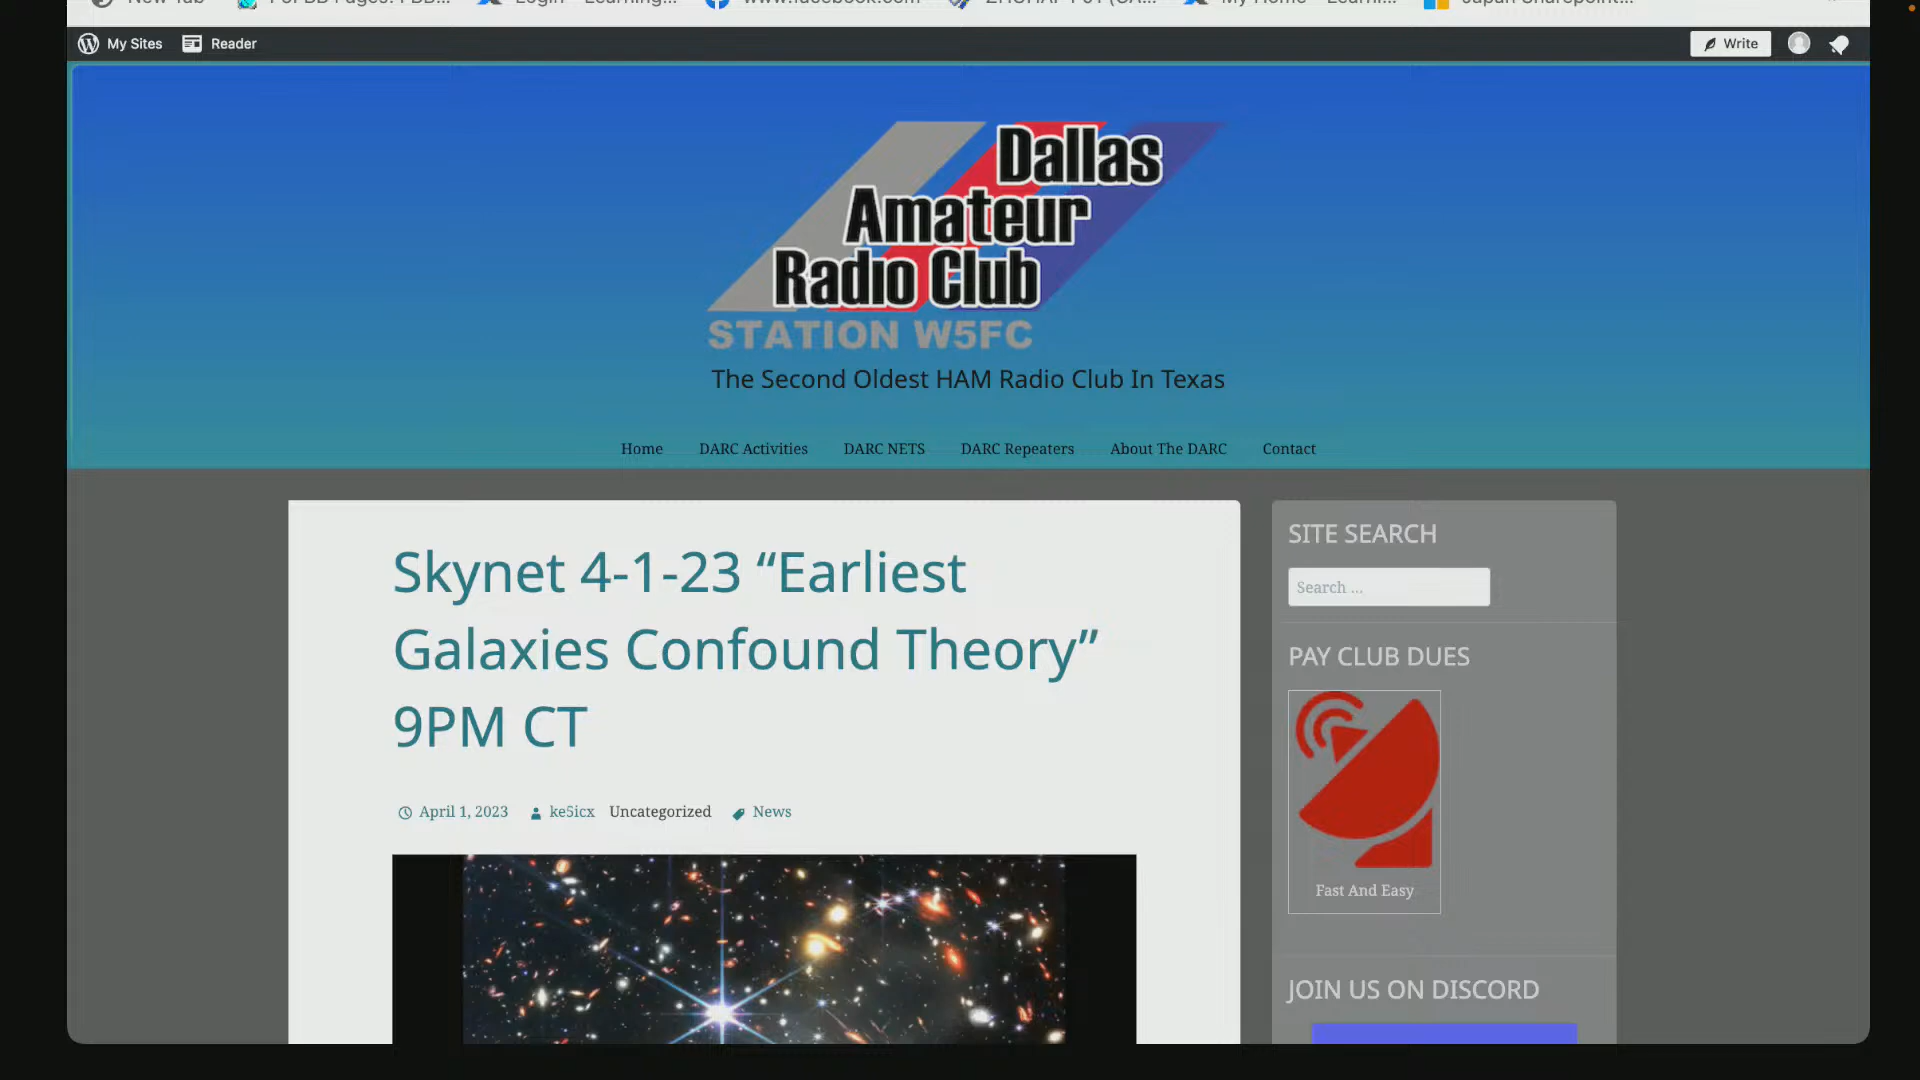 My Sites
Reader
Write
Dallas
Amateur
Radio Club
STATION W5FC
The Second Oldest HAM Radio Club In Texas
Home
DARC Activities
DARC NETS
DARC Repeaters
About The DARC
Contact
Skynet 4-1-23 “Earliest
Galaxies Confound Theory”
9PM CT
April 1, 2023
ke5icx
Uncategorized
News
SITE SEARCH
Search ...
PAY CLUB DUES
Fast And Easy
JOIN US ON DISCORD